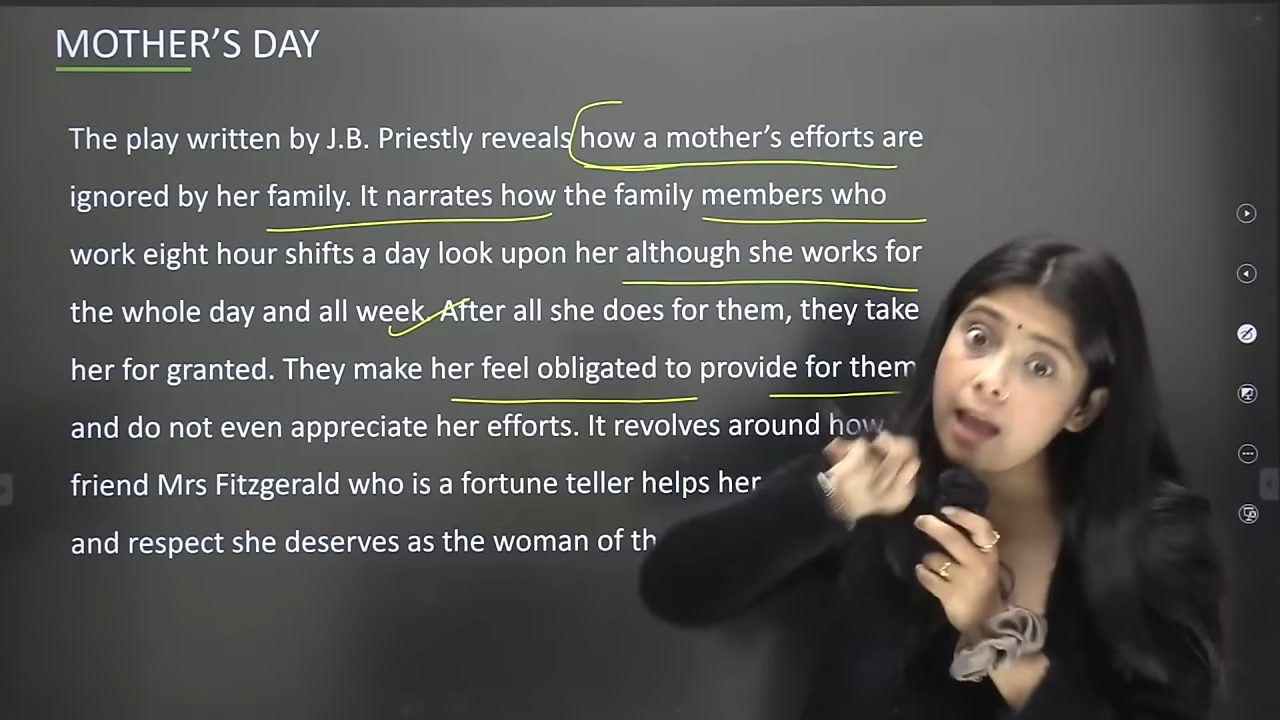 MOTHER'S DAY
The play written by J.B. Priestly reveals how a mother's efforts are
ignored by her family. It narrates how the family members who
work eight hour shifts a day look upon her although she works for
the whole day and all week. After all she does for them, they take
her for granted. They make her feel obligated to provide for them
and do not even appreciate her efforts. It revolves around how
friend Mrs Fitzgerald who is a fortune teller helps her
and respect she deserves as the woman of